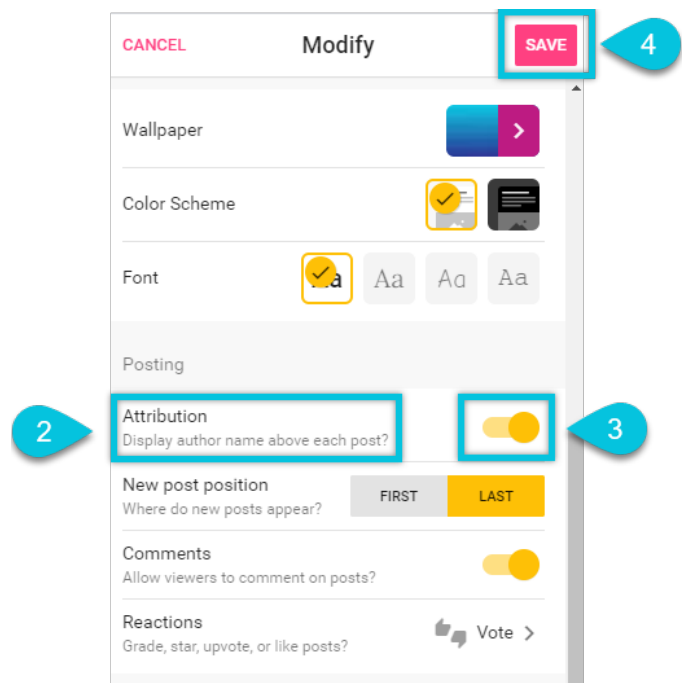 CANCEL Modify SAVE 4
Wallpaper
Color Scheme
Font Aa Aa Aa
Posting
2 Attribution 3
Display author name above each post?
New post position FIRST LAST
Where do new posts appear?
Comments
Allow viewers to comment on posts?
Reactions Vote
Grade, star, upvote, or like posts?